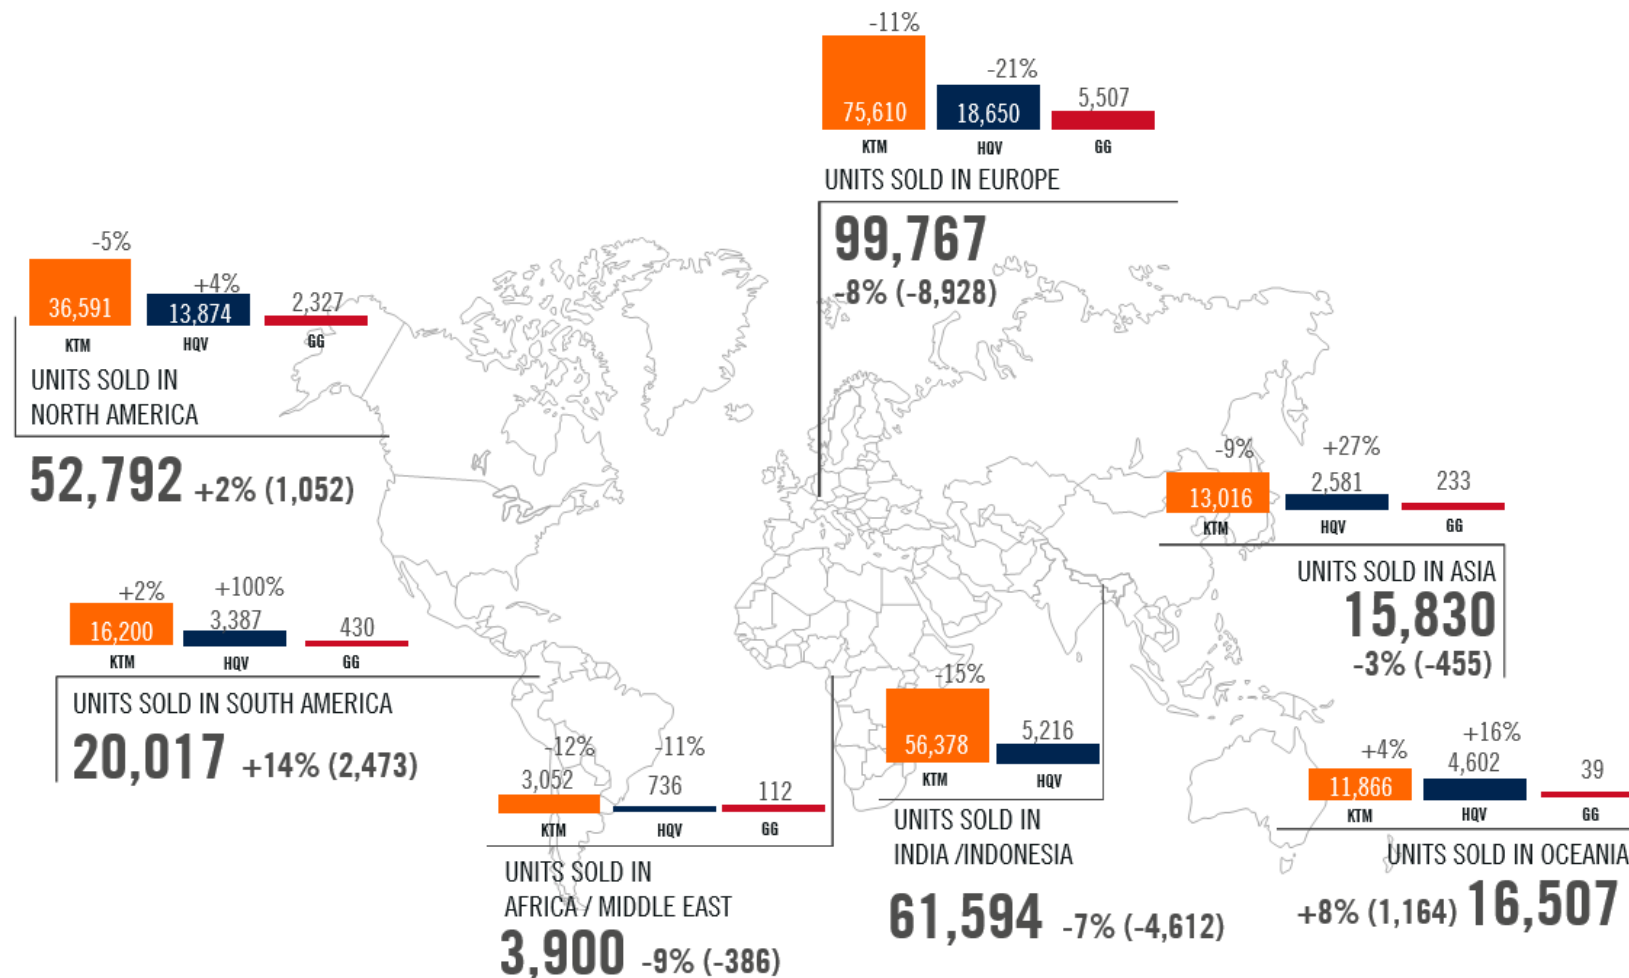 -11%
-21%
5,507
75,610
18,650
KTM
HQV
GG
UNITS SOLD IN EUROPE
99,767
-8% (-8,928)
-5%
+4%
2,327
36,591
13,874
KTM
HQV
GG
UNITS SOLD IN
NORTH AMERICA
52,792 +2% (1,052)
-9%
+27%
233
13,016
2,581
KTM
HQV
GG
UNITS SOLD IN ASIA
15,830
-3% (-455)
+2%
+100%
430
16,200
3,387
KTM
HQV
GG
UNITS SOLD IN SOUTH AMERICA
20,017 +14% (2,473)
-12%
-11%
3,052
736
112
KTM
HQV
GG
UNITS SOLD IN
AFRICA / MIDDLE EAST
3,900 -9% (-386)
-15%
5,216
56,378
KTM
HQV
UNITS SOLD IN
INDIA /INDONESIA
61,594 -7% (-4,612)
+4%
+16%
11,866
4,602
39
KTM
HQV
GG
UNITS SOLD IN OCEANIA
+8% (1,164) 16,507